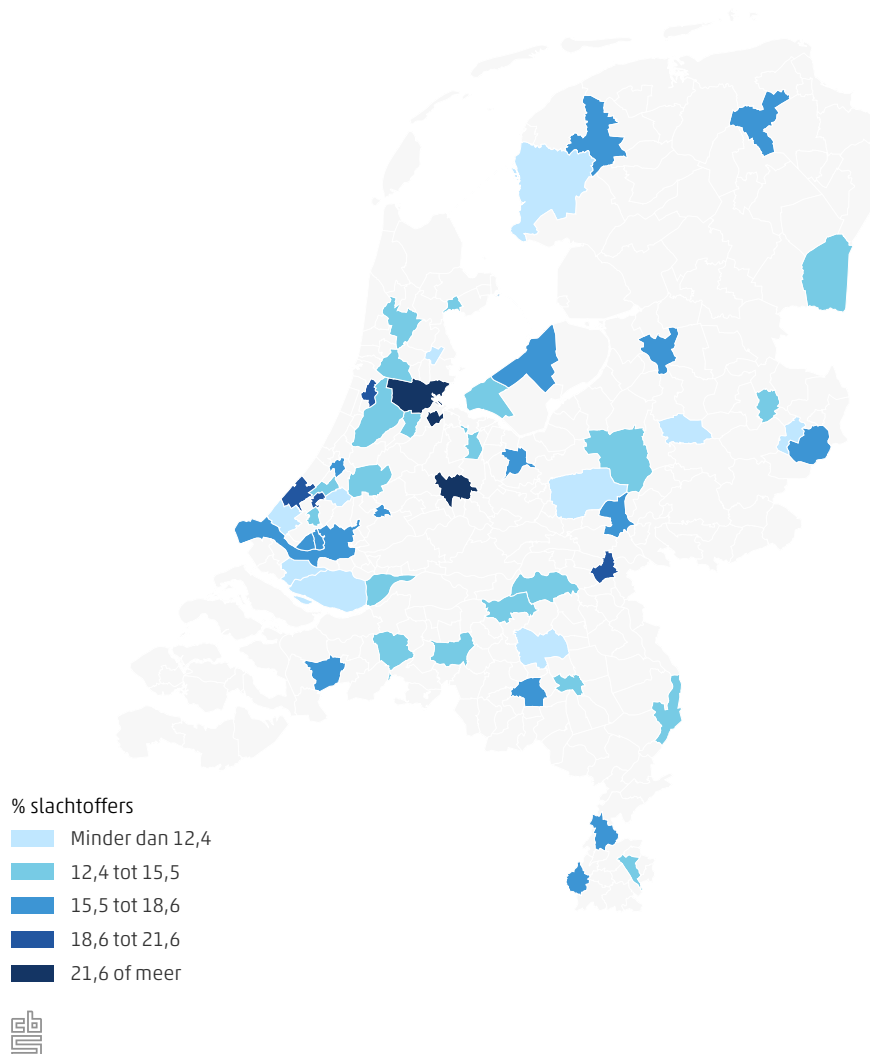 % slachtoffers
Minder dan 12,4
12,4 tot 15,5
15,5 tot 18,6
18,6 tot 21,6
21,6 of meer
cbs